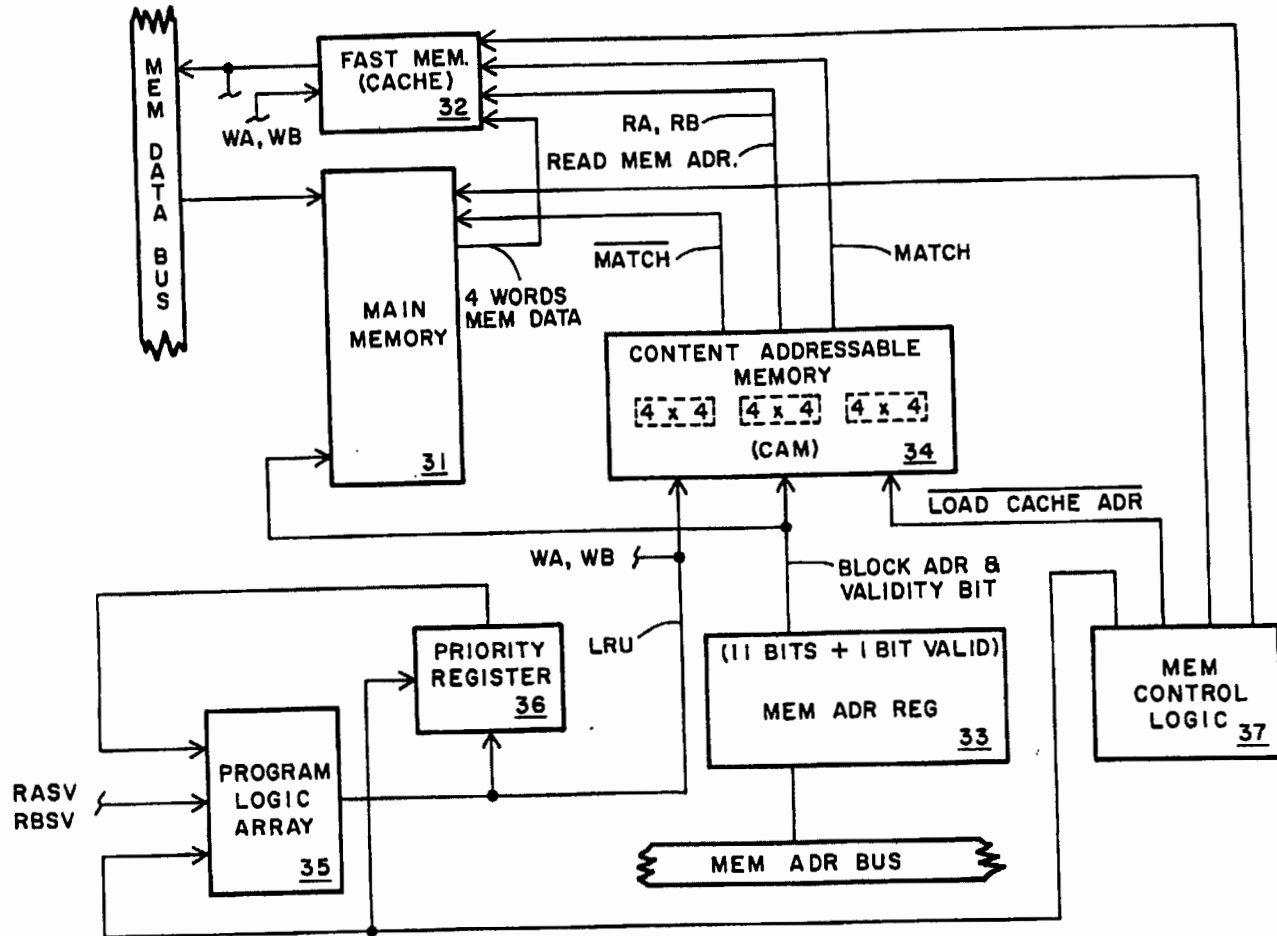 MEM DATA BUS
FAST MEM.
(CACHE)
32
WA, WB
RA, RB
READ MEM ADR.
MATCH
MATCH
4 WORDS
MEM DATA
MAIN
MEMORY
31
CONTENT ADDRESSABLE
MEMORY
4 x 4 4 x 4 4 x 4
(CAM)
34
LOAD CACHE ADR
WA, WB
BLOCK ADR &
VALIDITY BIT
LRU
PRIORITY
REGISTER
36
(11 BITS + 1 BIT VALID)
MEM ADR REG
33
MEM
CONTROL
LOGIC
37
RASV
RBSV
PROGRAM
LOGIC
ARRAY
35
MEM ADR BUS